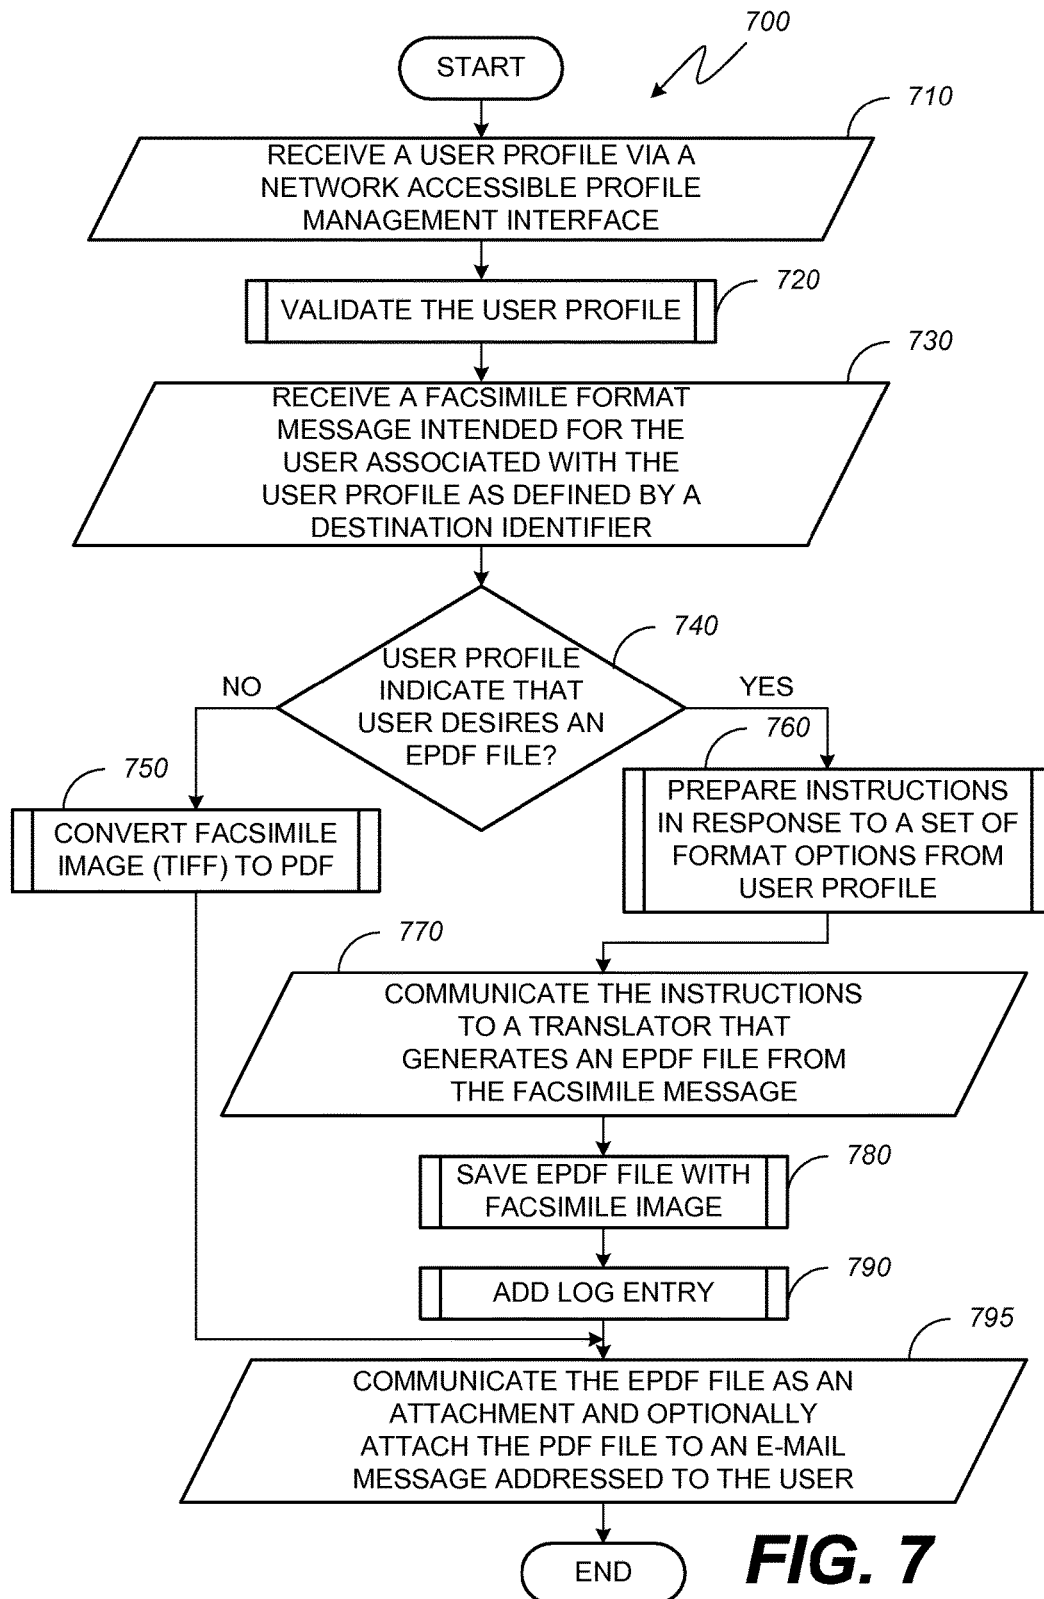 700
START
710
RECEIVE A USER PROFILE VIA A
NETWORK ACCESSIBLE PROFILE
MANAGEMENT INTERFACE
720
VALIDATE THE USER PROFILE
730
RECEIVE A FACSIMILE FORMAT
MESSAGE INTENDED FOR THE
USER ASSOCIATED WITH THE
USER PROFILE AS DEFINED BY A
DESTINATION IDENTIFIER
740
USER PROFILE
INDICATE THAT
USER DESIRES AN
EPDF FILE?
NO
YES
750
CONVERT FACSIMILE
IMAGE (TIFF) TO PDF
760
PREPARE INSTRUCTIONS
IN RESPONSE TO A SET OF
FORMAT OPTIONS FROM
USER PROFILE
770
COMMUNICATE THE INSTRUCTIONS
TO A TRANSLATOR THAT
GENERATES AN EPDF FILE FROM
THE FACSIMILE MESSAGE
780
SAVE EPDF FILE WITH
FACSIMILE IMAGE
790
ADD LOG ENTRY
795
COMMUNICATE THE EPDF FILE AS AN
ATTACHMENT AND OPTIONALLY
ATTACH THE PDF FILE TO AN E-MAIL
MESSAGE ADDRESSED TO THE USER
END
FIG. 7